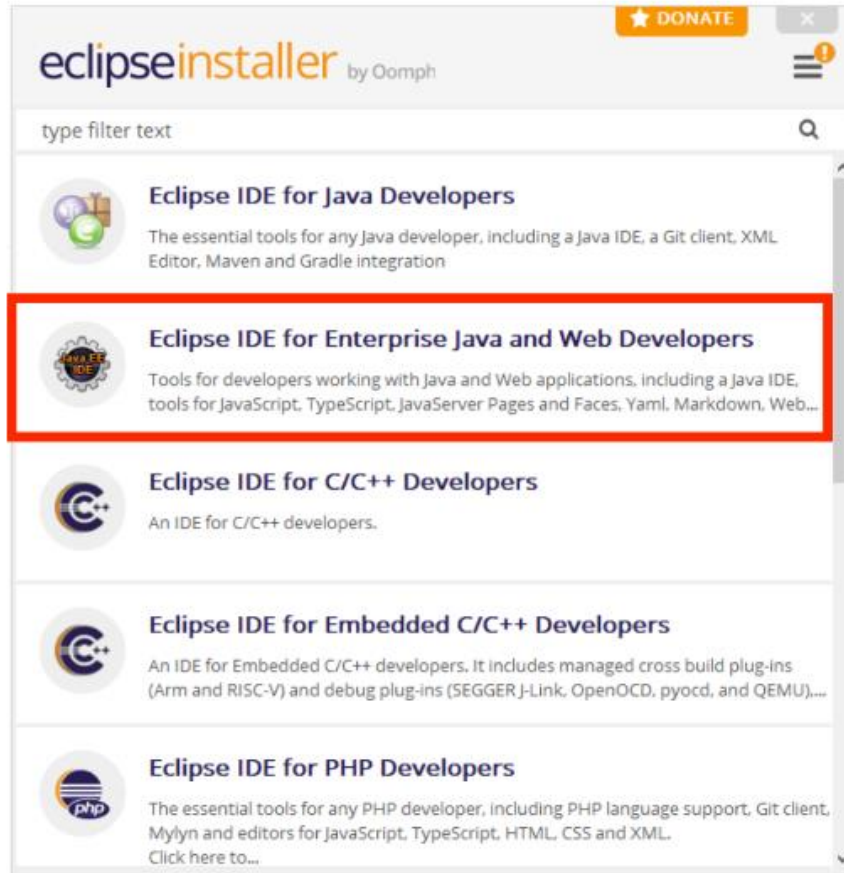 DONATE
eclipseinstaller by Oomph
type filter text
Eclipse IDE for Java Developers
The essential tools for any Java developer, including a Java IDE, a Git client, XML
Editor, Maven and Gradle integration
Eclipse IDE for Enterprise Java and Web Developers
Java EE
IDE
Tools for developers working with Java and Web applications, including a Java IDE,
tools for JavaScript, TypeScript, JavaServer Pages and Faces, Yaml, Markdown, Web...
Eclipse IDE for C/C++ Developers
C++
An IDE for C/C++ developers.
Eclipse IDE for Embedded C/C++ Developers
C++
An IDE for Embedded C/C++ developers. It includes managed cross build plug-ins
(Arm and RISC-V) and debug plug-ins (SEGGER J-Link, OpenOCD, pyocd, and QEMU),...
Eclipse IDE for PHP Developers
php
The essential tools for any PHP developer, including PHP language support, Git client,
Mylyn and editors for JavaScript, TypeScript, HTML, CSS and XML.
Click here to...